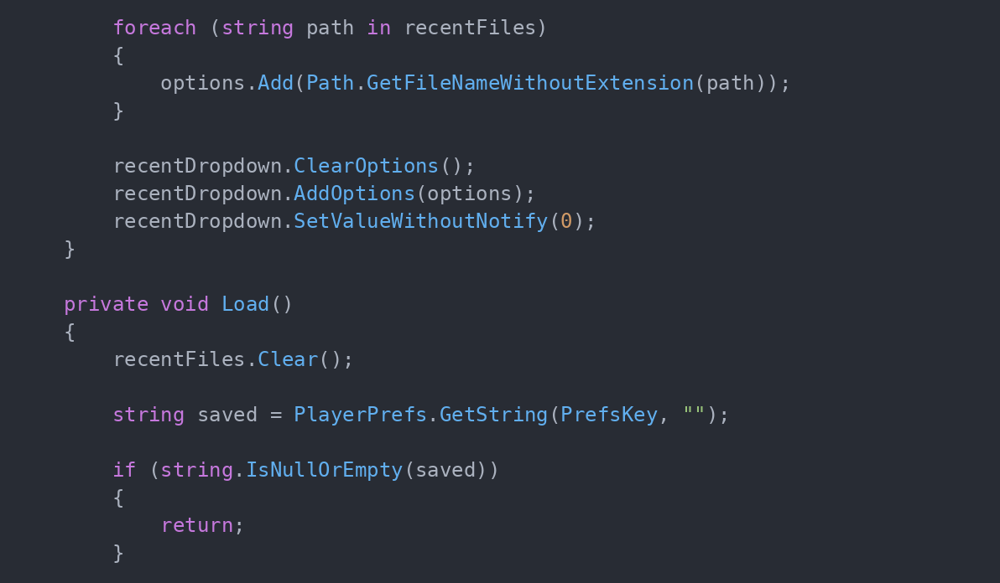 foreach (string path in recentFiles)
{
options.Add(Path.GetFileNameWithoutExtension(path));
}
recentDropdown.ClearOptions();
recentDropdown.AddOptions(options);
recentDropdown.SetValueWithoutNotify(0);
}
private void Load()
{
recentFiles.Clear();
string saved = PlayerPrefs.GetString(PrefsKey, "");
if (string.IsNullOrEmpty(saved))
{
return;
}